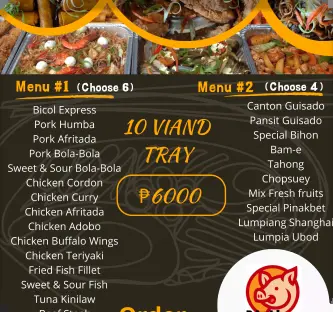 Menu #1 (Choose 6)
Bicol Express
Pork Humba
Pork Afritada
Pork Bola-Bola
Sweet & Sour Bola-Bola
Chicken Cordon
Chicken Curry
Chicken Afritada
Chicken Adobo
Chicken Buffalo Wings
Chicken Teriyaki
Fried Fish Fillet
Sweet & Sour Fish
Tuna Kinilaw
10 VIAND
TRAY
₱6000
Menu #2 (Choose 4)
Canton Guisado
Pansit Guisado
Special Bihon
Bam-e
Tahong
Chopsuey
Mix Fresh fruits
Special Pinakbet
Lumpiang Shanghai
Lumpia Ubod